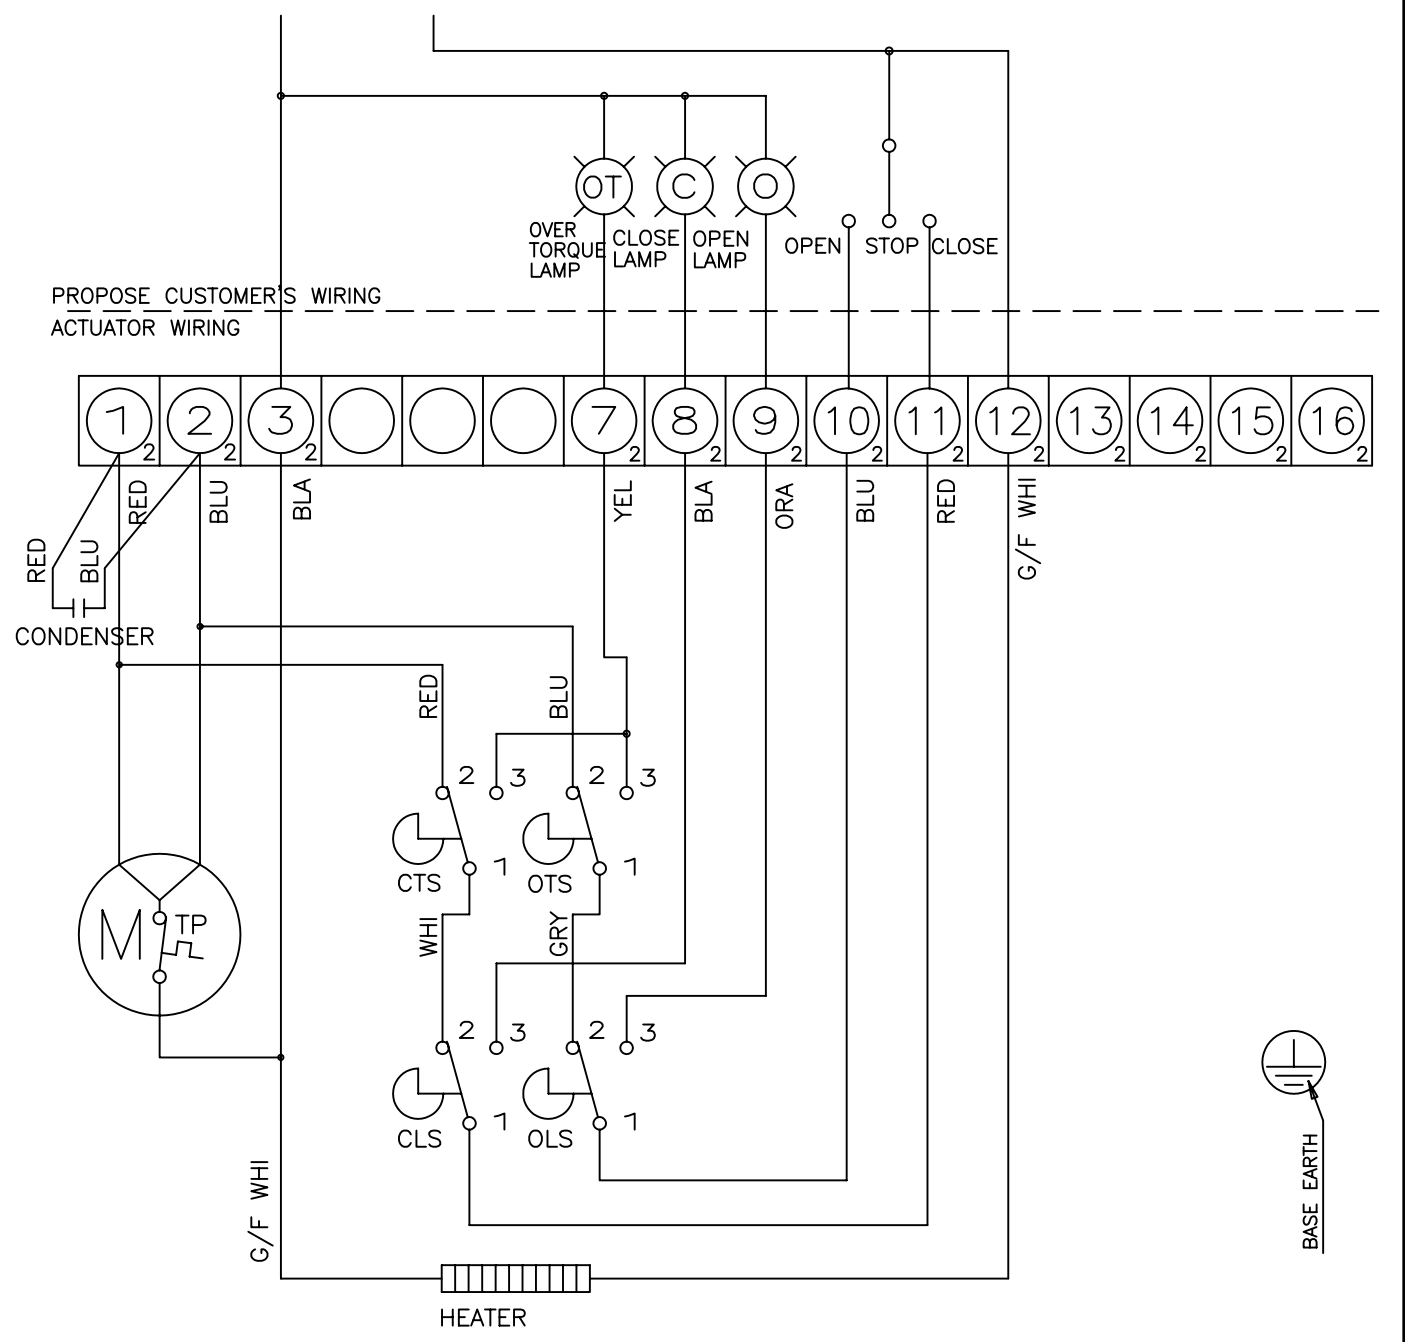 OT C O
OVER
TORQUE
LAMP
CLOSE
LAMP
OPEN
LAMP
OPEN STOP CLOSE
PROPOSE CUSTOMER'S WIRING
ACTUATOR WIRING
1 2 3 7 8 9 10 11 12 13 14 15 16
2 2 2 2 2 2 2 2 2 2 2 2 2
RED
BLU
BLA
YEL
BLA
ORA
BLU
RED
G/F WHI
RED
BLU
CONDENSER
RED
BLU
2 3 2 3
1 1
CTS OTS
M TP
WHI
GRY
2 3 2 3
1 1
CLS OLS
G/F WHI
BASE EARTH
HEATER